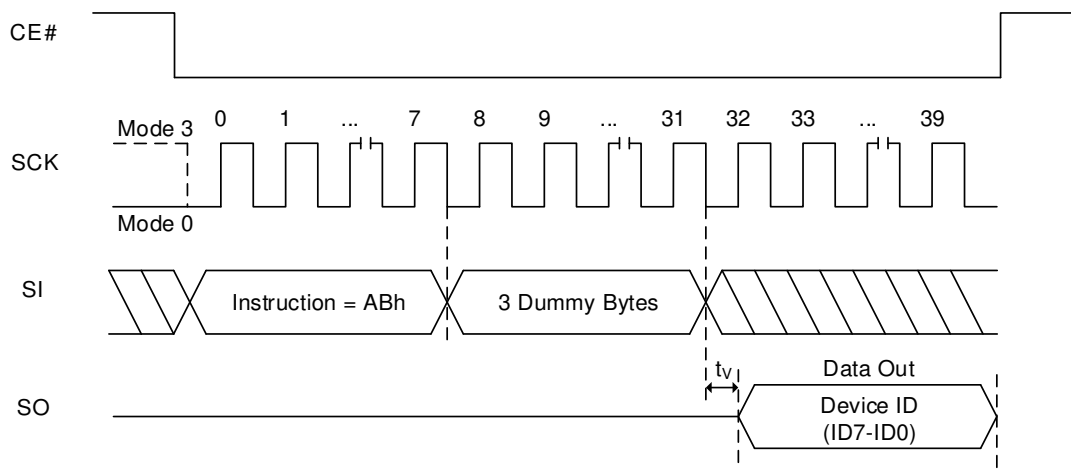 CE#
Mode 3
0 1 ... 7 8 9 ... 31 32 33 ... 39
SCK
Mode 0
SI
Instruction = ABh
3 Dummy Bytes
tV
Data Out
SO
Device ID
(ID7-ID0)